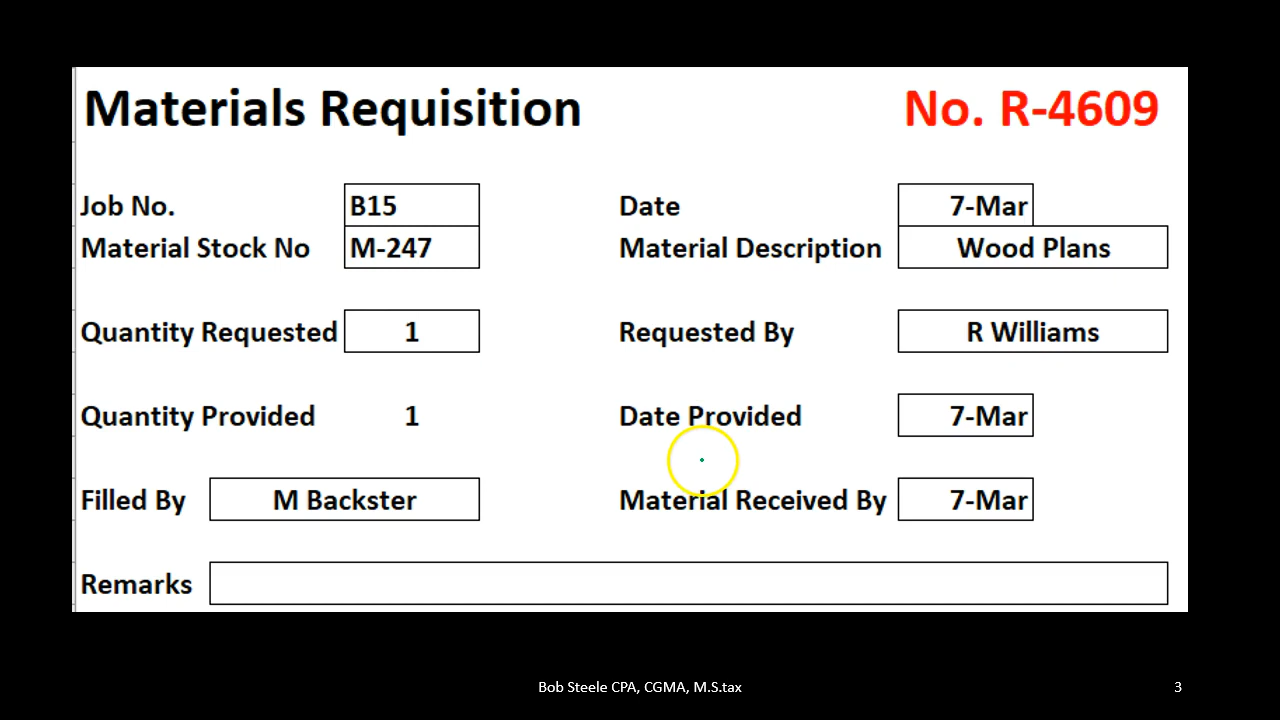 Materials Requisition No. R-4609
Job No. B15 Date 7-Mar
Material Stock No M-247 Material Description Wood Plans
Quantity Requested 1 Requested By R Williams
Quantity Provided 1 Date Provided 7-Mar
Filled By M Backster Material Received By 7-Mar
Remarks
Bob Steele CPA, CGMA, M.S.tax 3